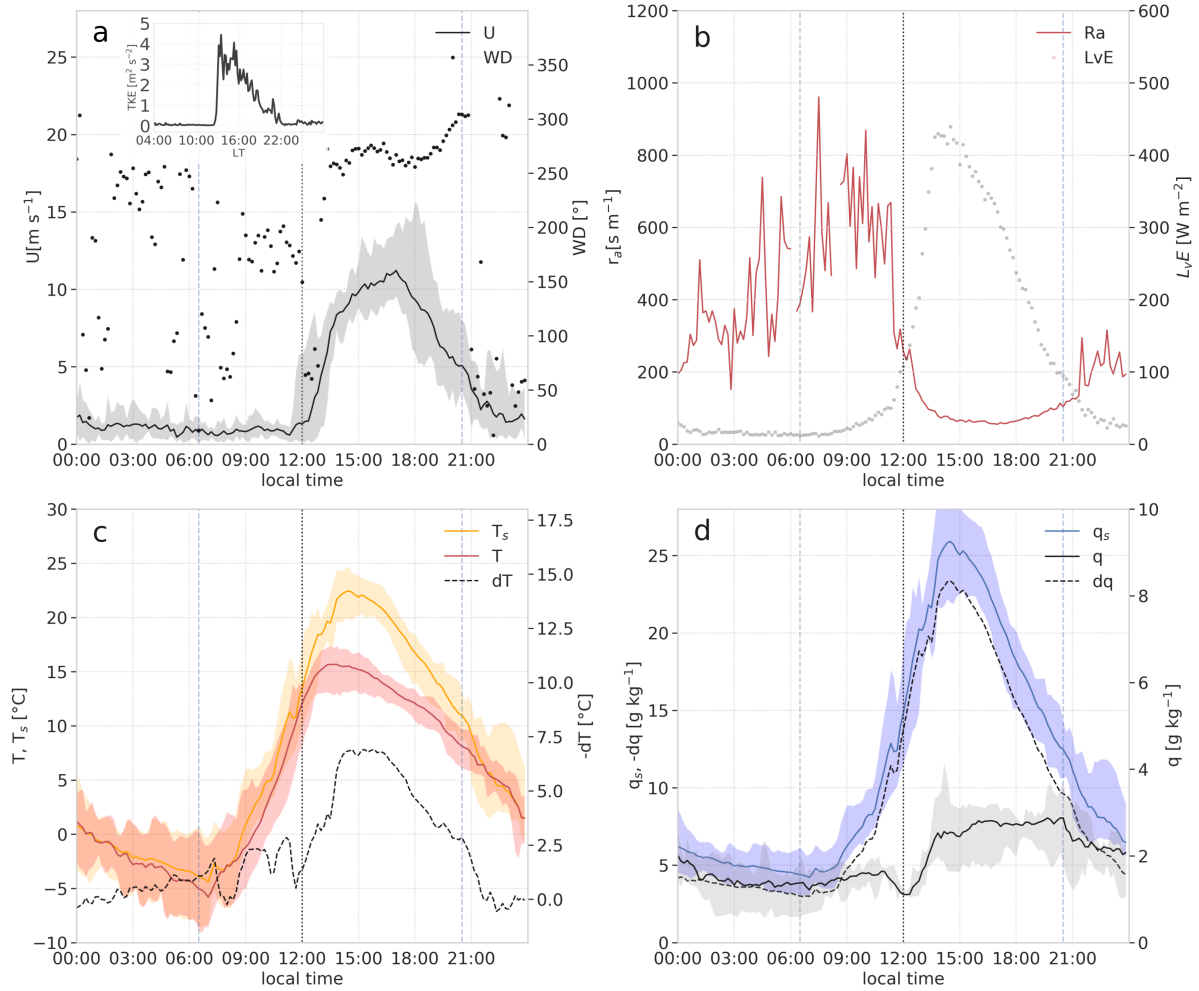 a
U
WD
TKE [m² s⁻²]
5
4
3
2
1
0
04:00 10:00 16:00 22:00
LT
U[m s⁻¹]
25
20
15
10
5
0
WD [°]
350
300
250
200
150
100
50
0
00:00 03:00 06:00 09:00 12:00 15:00 18:00 21:00
local time
b
Ra
LvE
rₐ[s m⁻¹]
1200
1000
800
600
400
200
0
LᵥE [W m⁻²]
600
500
400
300
200
100
0
00:00 03:00 06:00 09:00 12:00 15:00 18:00 21:00
local time
c
Tₛ
T
dT
T, Tₛ [°C]
30
25
20
15
10
5
0
−5
−10
-dT [°C]
17.5
15.0
12.5
10.0
7.5
5.0
2.5
0.0
00:00 03:00 06:00 09:00 12:00 15:00 18:00 21:00
local time
d
qₛ
q
dq
qₛ, -dq [g kg⁻¹]
25
20
15
10
5
0
q [g kg⁻¹]
10
8
6
4
2
0
00:00 03:00 06:00 09:00 12:00 15:00 18:00 21:00
local time